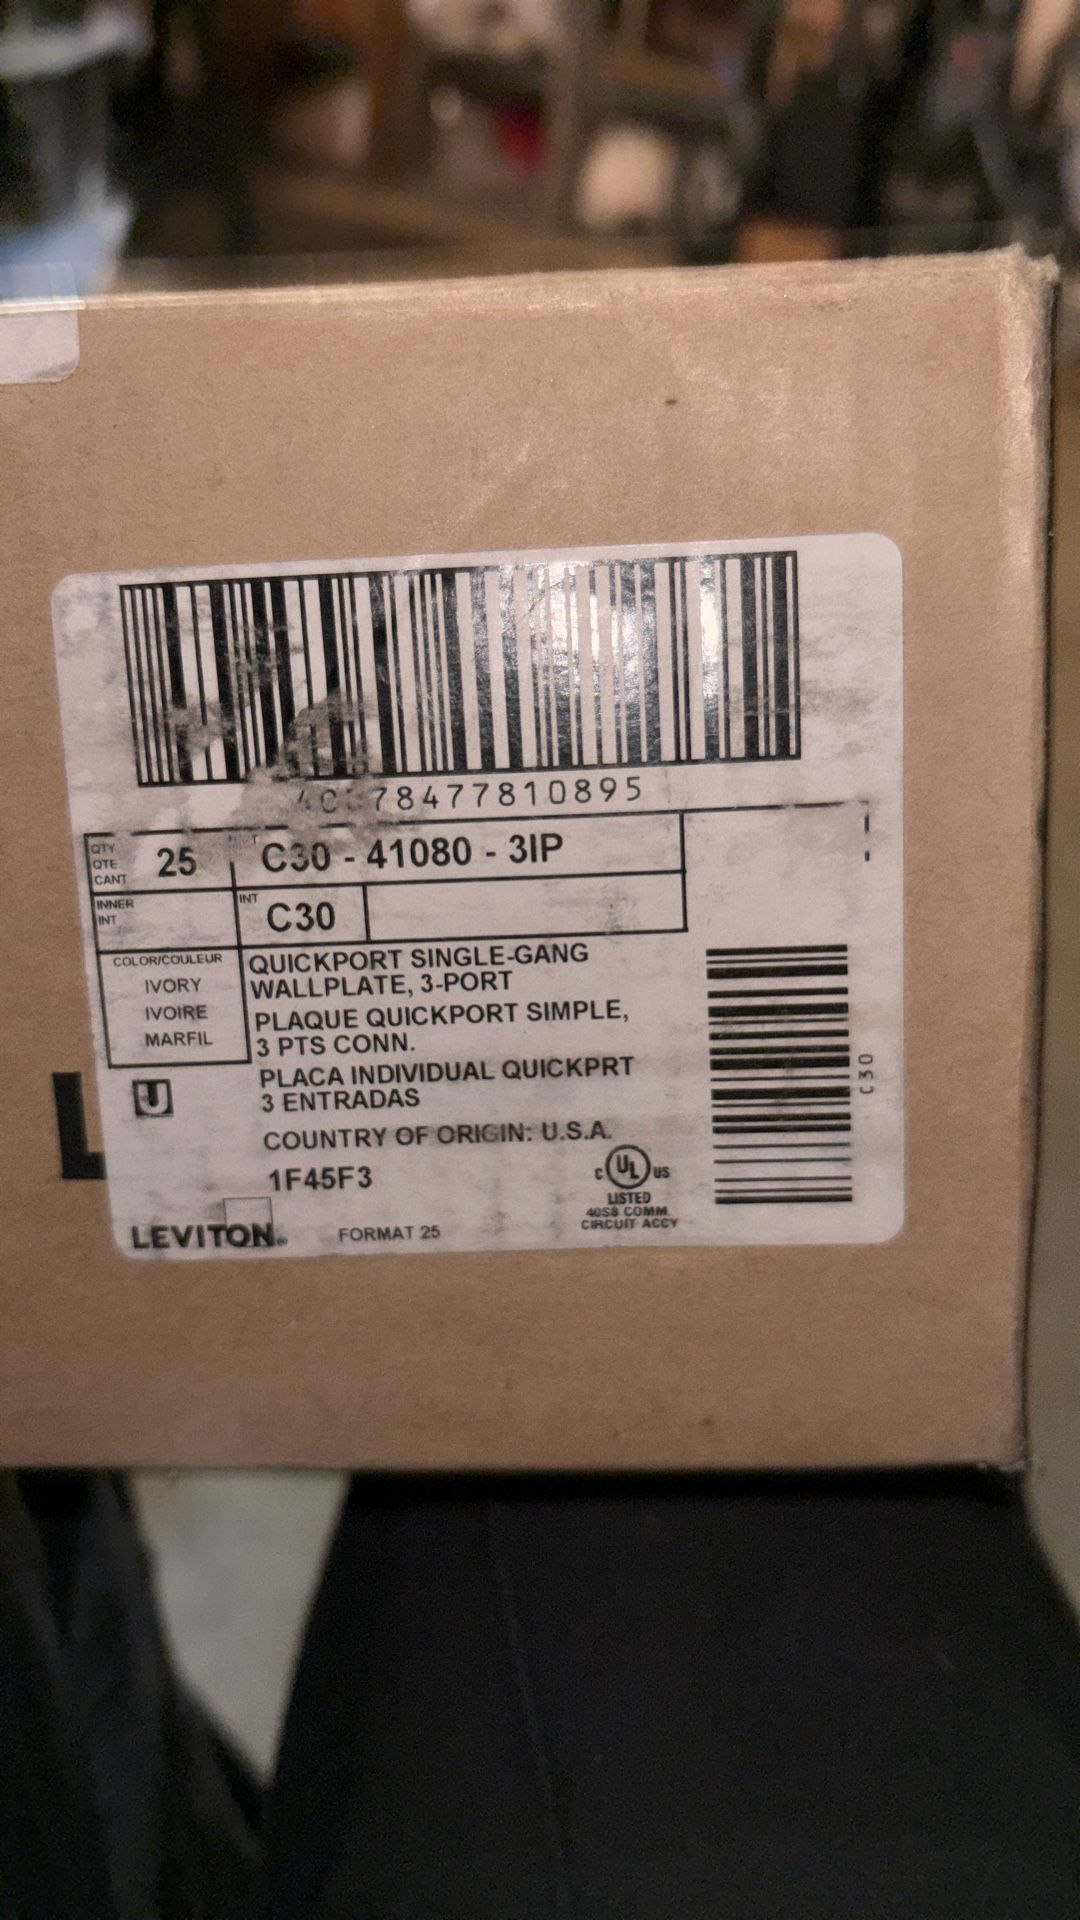 78477810895
QTY
QTE
CANT
25
C30 - 41080 - 3IP
INNER
INT
INT
C30
COLOR/COULEUR
IVORY
IVOIRE
MARFIL
QUICKPORT SINGLE-GANG
WALLPLATE, 3-PORT
PLAQUE QUICKPORT SIMPLE,
3 PTS CONN.
PLACA INDIVIDUAL QUICKPRT
3 ENTRADAS
COUNTRY OF ORIGIN: U.S.A.
1F45F3
C UL US
LISTED
40S8 COMM.
CIRCUIT ACCY
LEVITON®
FORMAT 25
C30
L